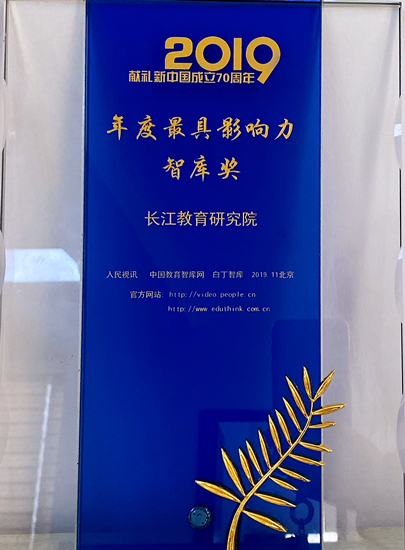 2019
献礼新中国成立70周年
年度最具影响力
智库奖
长江教育研究院
人民视讯 中国教育智库网 白丁智库 2019.11北京
官方网站: http://video.people.cn
http://www.eduthink.com.cn